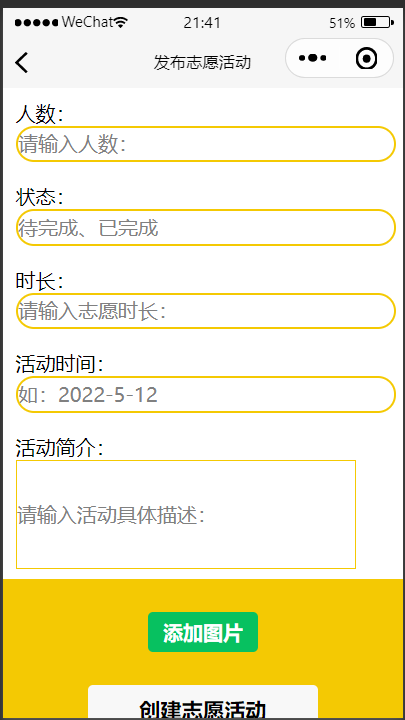 WeChat 21:41 51%
发布志愿活动
人数：
请输入人数：
状态：
待完成、已完成
时长：
请输入志愿时长：
活动时间：
如：2022-5-12
活动简介：
请输入活动具体描述：
添加图片
创建志愿活动